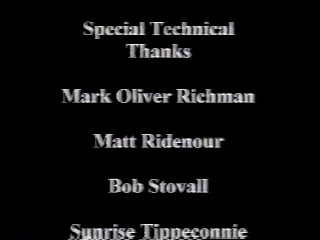 Special Technical
Thanks
Mark Oliver Richman
Matt Ridenour
Bob Stovall
Sunrise Tippeconnie